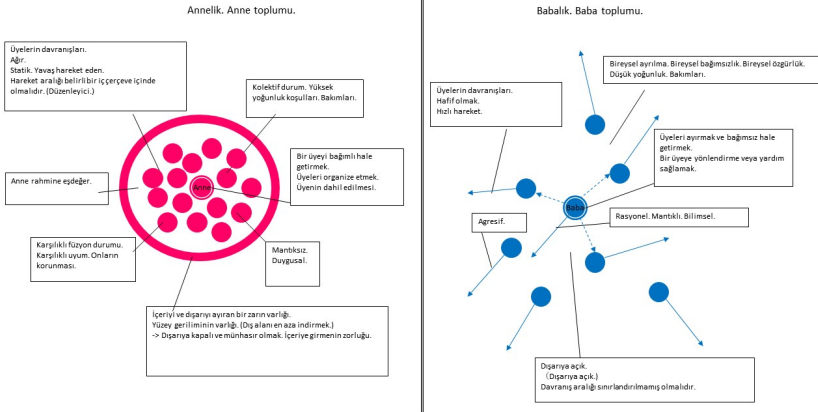 Annelik. Anne toplumu.
Üyelerin davranışları.
Ağır.
Statik. Yavaş hareket eden.
Hareket aralığı belirli bir iç çerçeve içinde
olmalıdır. (Düzenleyici.)
Kolektif durum. Yüksek
yoğunluk koşulları. Bakımları.
Bir üyeyi bağımlı hale
getirmek.
Üyeleri organize etmek.
Üyenin dahil edilmesi.
Anne rahmine eşdeğer.
Anne
Karşılıklı füzyon durumu.
Karşılıklı uyum. Onların
korunması.
Mantıksız.
Duygusal.
İçeriyi ve dışarıyı ayıran bir zarın varlığı.
Yüzey geriliminin varlığı. (Dış alanı en aza indirmek.)
-> Dışarıya kapalı ve münhasır olmak. İçeriye girmenin zorluğu.
Babalık. Baba toplumu.
Bireysel ayrılma. Bireysel bağımsızlık. Bireysel özgürlük.
Düşük yoğunluk. Bakımları.
Üyelerin davranışları.
Hafif olmak.
Hızlı hareket.
Üyeleri ayırmak ve bağımsız hale
getirmek.
Bir üyeye yönlendirme veya yardım
sağlamak.
Baba
Agresif.
Rasyonel. Mantıklı. Bilimsel.
Dışarıya açık.
(Dışarıya açık.)
Davranış aralığı sınırlandırılmamış olmalıdır.